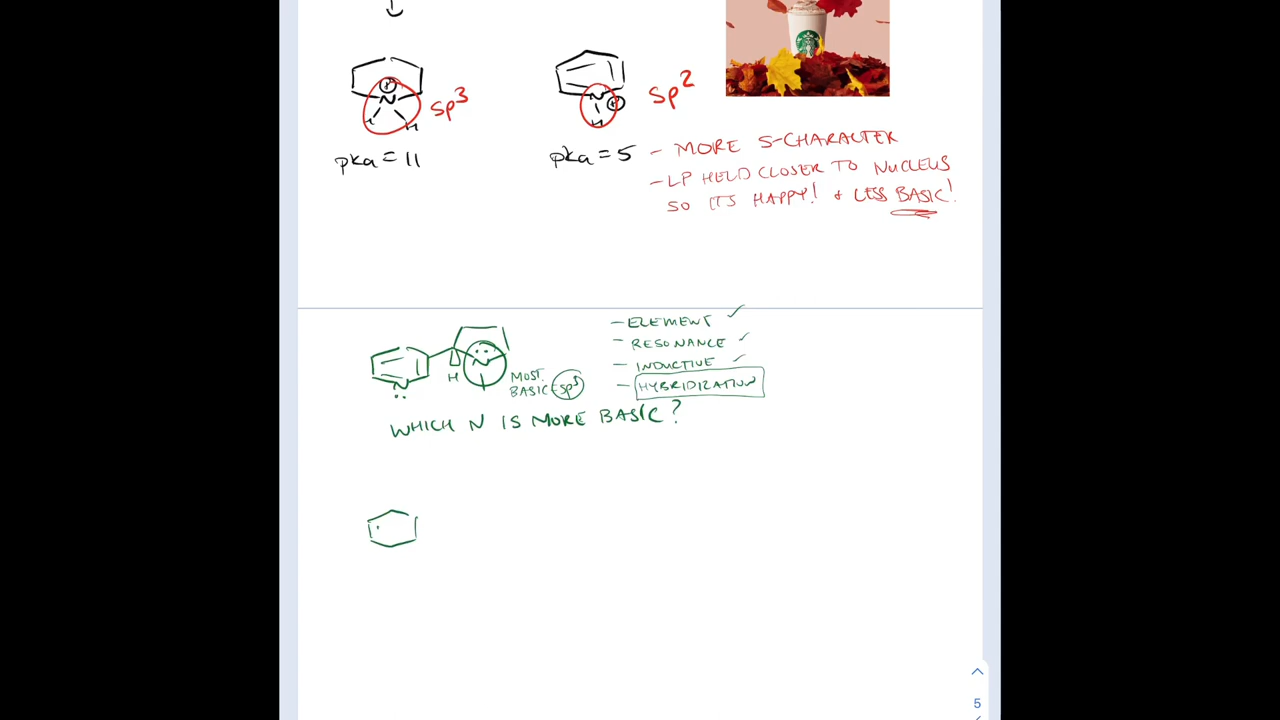 sp³
sp²
pka = 11
pka = 5
- MORE S-CHARACTER
- LP HELD CLOSER TO NUCLEUS
SO ITS HAPPY! & LESS BASIC!
N
H
H
N
H
- ELEMENT ✓
- RESONANCE ✓
- INDUCTIVE ✓
- HYBRIDIZATION
N
H
N
MOST
BASIC = sp³
WHICH N IS MORE BASIC?
5